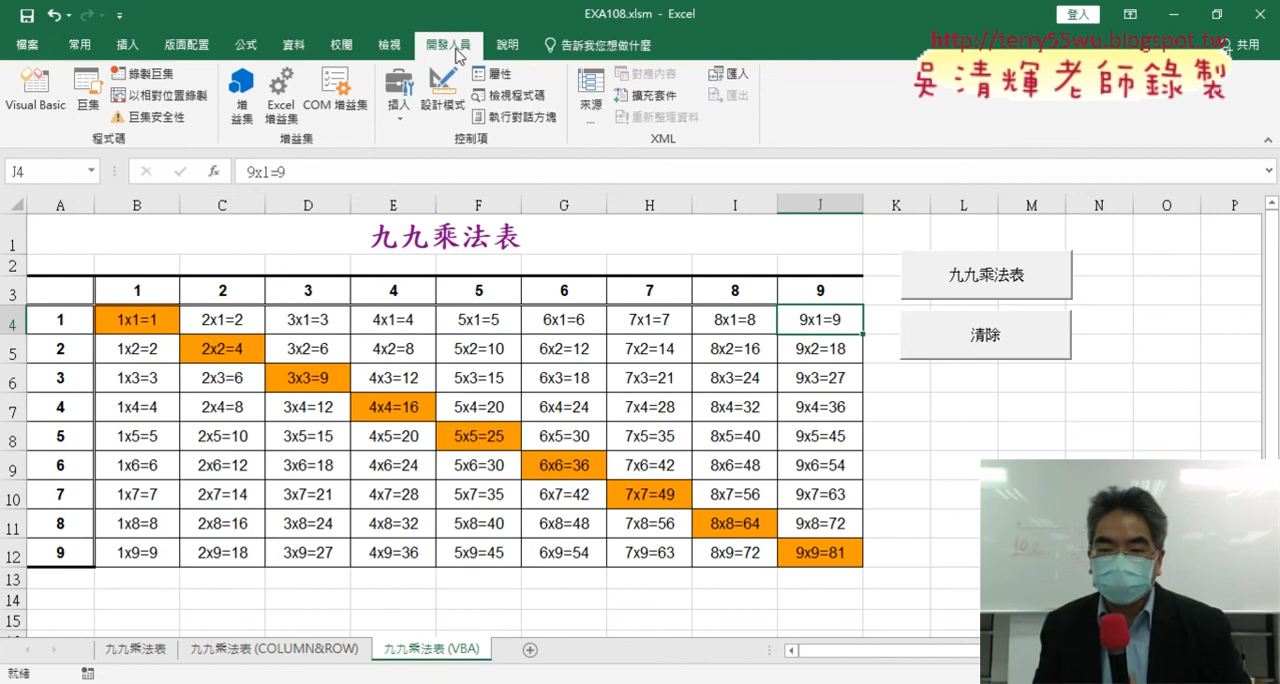 EXA108.xlsm - Excel
登入
檔案 常用 插入 版面配置 公式 資料 校閱 檢視 開發人員 說明 告訴我您想做什麼 共用
http://terry55wu.blogspot.tw
吳清輝老師錄製
Visual Basic 巨集 錄製巨集 以相對位置錄製 巨集安全性
增益集 Excel 增益集 COM 增益集
插入 設計模式 屬性 檢視程式碼 執行對話方塊
來源... 對應內容 擴充套件 重新整理資料 匯入 匯出
程式碼 增益集 控制項 XML
J4 fx 9x1=9
A B C D E F G H I J K L M N O P
1 九九乘法表
2
3 1 2 3 4 5 6 7 8 9
4 1 1x1=1 2x1=2 3x1=3 4x1=4 5x1=5 6x1=6 7x1=7 8x1=8 9x1=9
5 2 1x2=2 2x2=4 3x2=6 4x2=8 5x2=10 6x2=12 7x2=14 8x2=16 9x2=18
6 3 1x3=3 2x3=6 3x3=9 4x3=12 5x3=15 6x3=18 7x3=21 8x3=24 9x3=27
7 4 1x4=4 2x4=8 3x4=12 4x4=16 5x4=20 6x4=24 7x4=28 8x4=32 9x4=36
8 5 1x5=5 2x5=10 3x5=15 4x5=20 5x5=25 6x5=30 7x5=35 8x5=40 9x5=45
9 6 1x6=6 2x6=12 3x6=18 4x6=24 5x6=30 6x6=36 7x6=42 8x6=48 9x6=54
10 7 1x7=7 2x7=14 3x7=21 4x7=28 5x7=35 6x7=42 7x7=49 8x7=56 9x7=63
11 8 1x8=8 2x8=16 3x8=24 4x8=32 5x8=40 6x8=48 7x8=56 8x8=64 9x8=72
12 9 1x9=9 2x9=18 3x9=27 4x9=36 5x9=45 6x9=54 7x9=63 8x9=72 9x9=81
13
14
15
九九乘法表
清除
九九乘法表 九九乘法表 (COLUMN&ROW) 九九乘法表 (VBA)
就緒